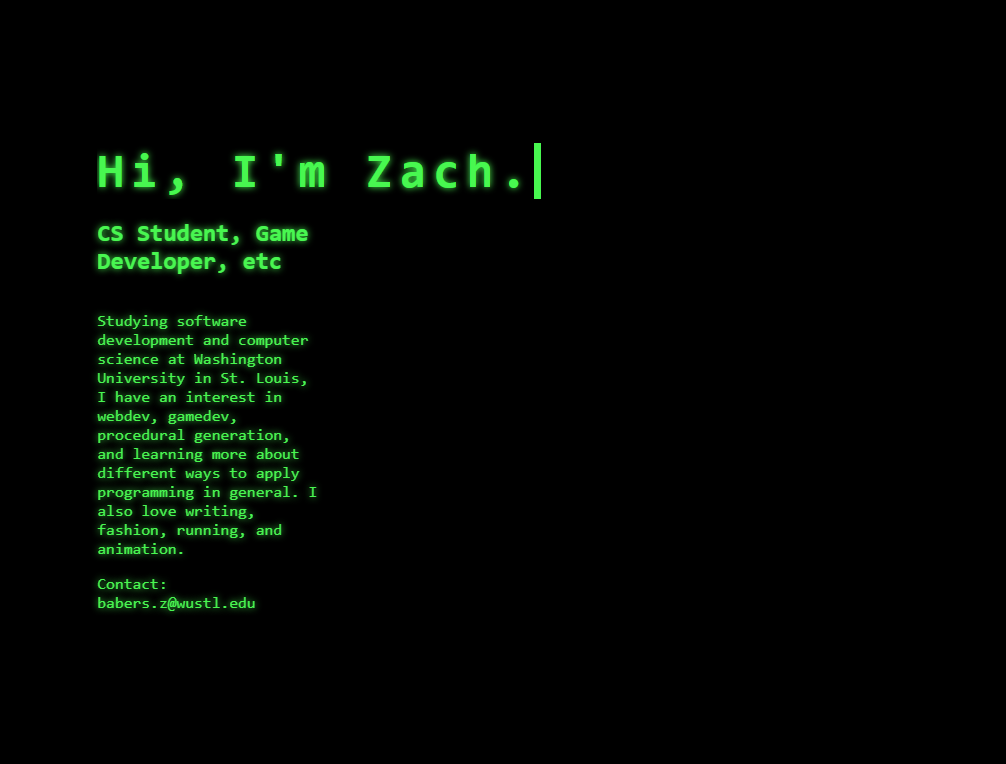 Hi, I'm Zach.
CS Student, Game
Developer, etc
Studying software
development and computer
science at Washington
University in St. Louis,
I have an interest in
webdev, gamedev,
procedural generation,
and learning more about
different ways to apply
programming in general. I
also love writing,
fashion, running, and
animation.
Contact:
babers.z@wustl.edu